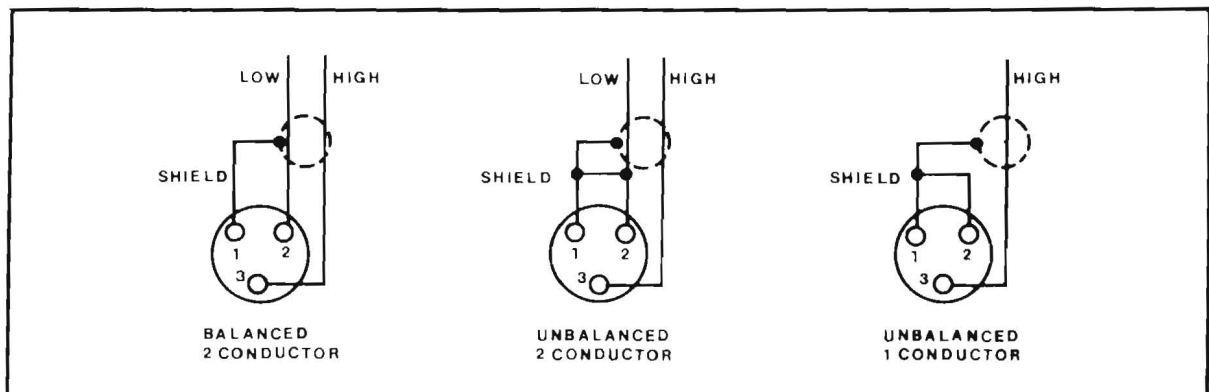 LOW HIGH
SHIELD
1 2
3
BALANCED
2 CONDUCTOR
LOW HIGH
SHIELD
1 2
3
UNBALANCED
2 CONDUCTOR
HIGH
SHIELD
1 2
3
UNBALANCED
1 CONDUCTOR